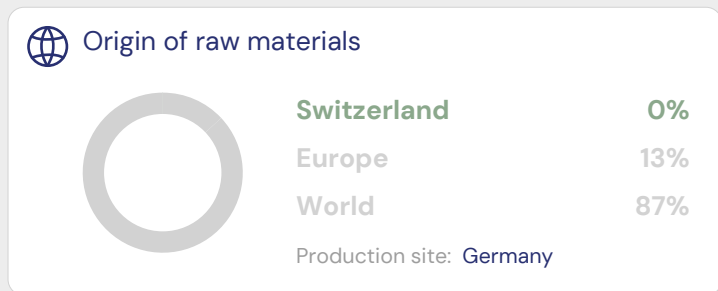 Origin of raw materials
Switzerland 0%
Europe 13%
World 87%
Production site: Germany